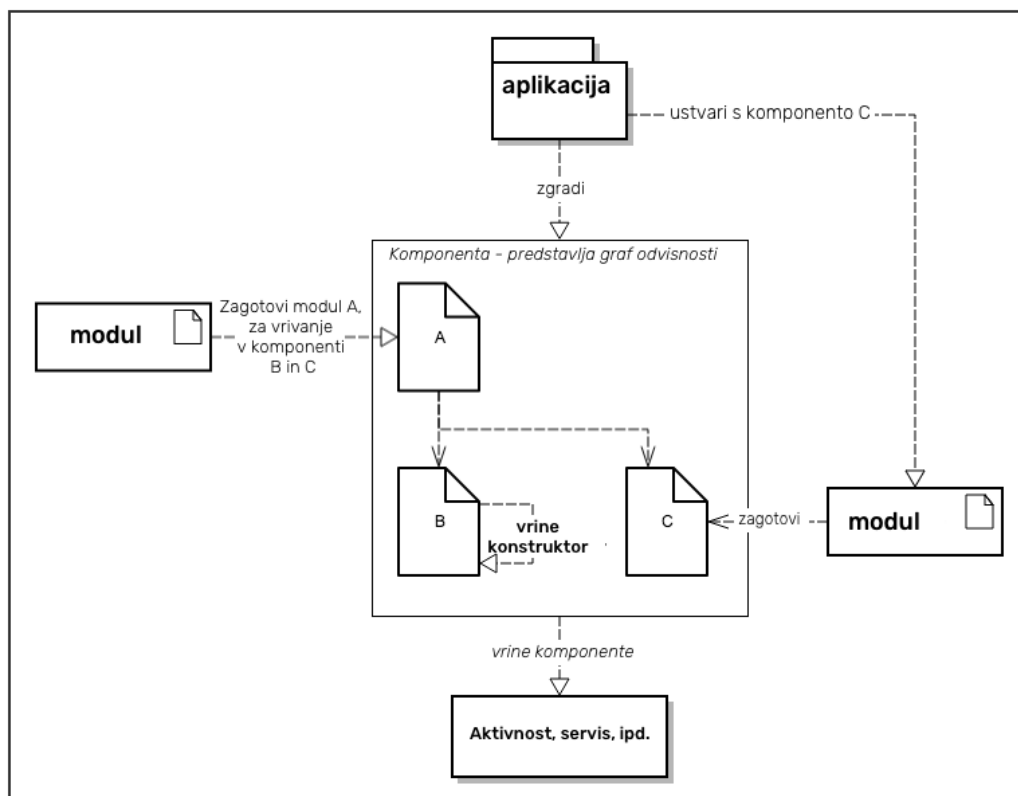 aplikacija
ustvari s komponento C
zgradi
Komponenta - predstavlja graf odvisnosti
Zagotovi modul A,
za vrivanje
v komponenti
B in C
modul
A
B
vrine
konstruktor
C
zagotovi
modul
vrine komponente
Aktivnost, servis, ipd.